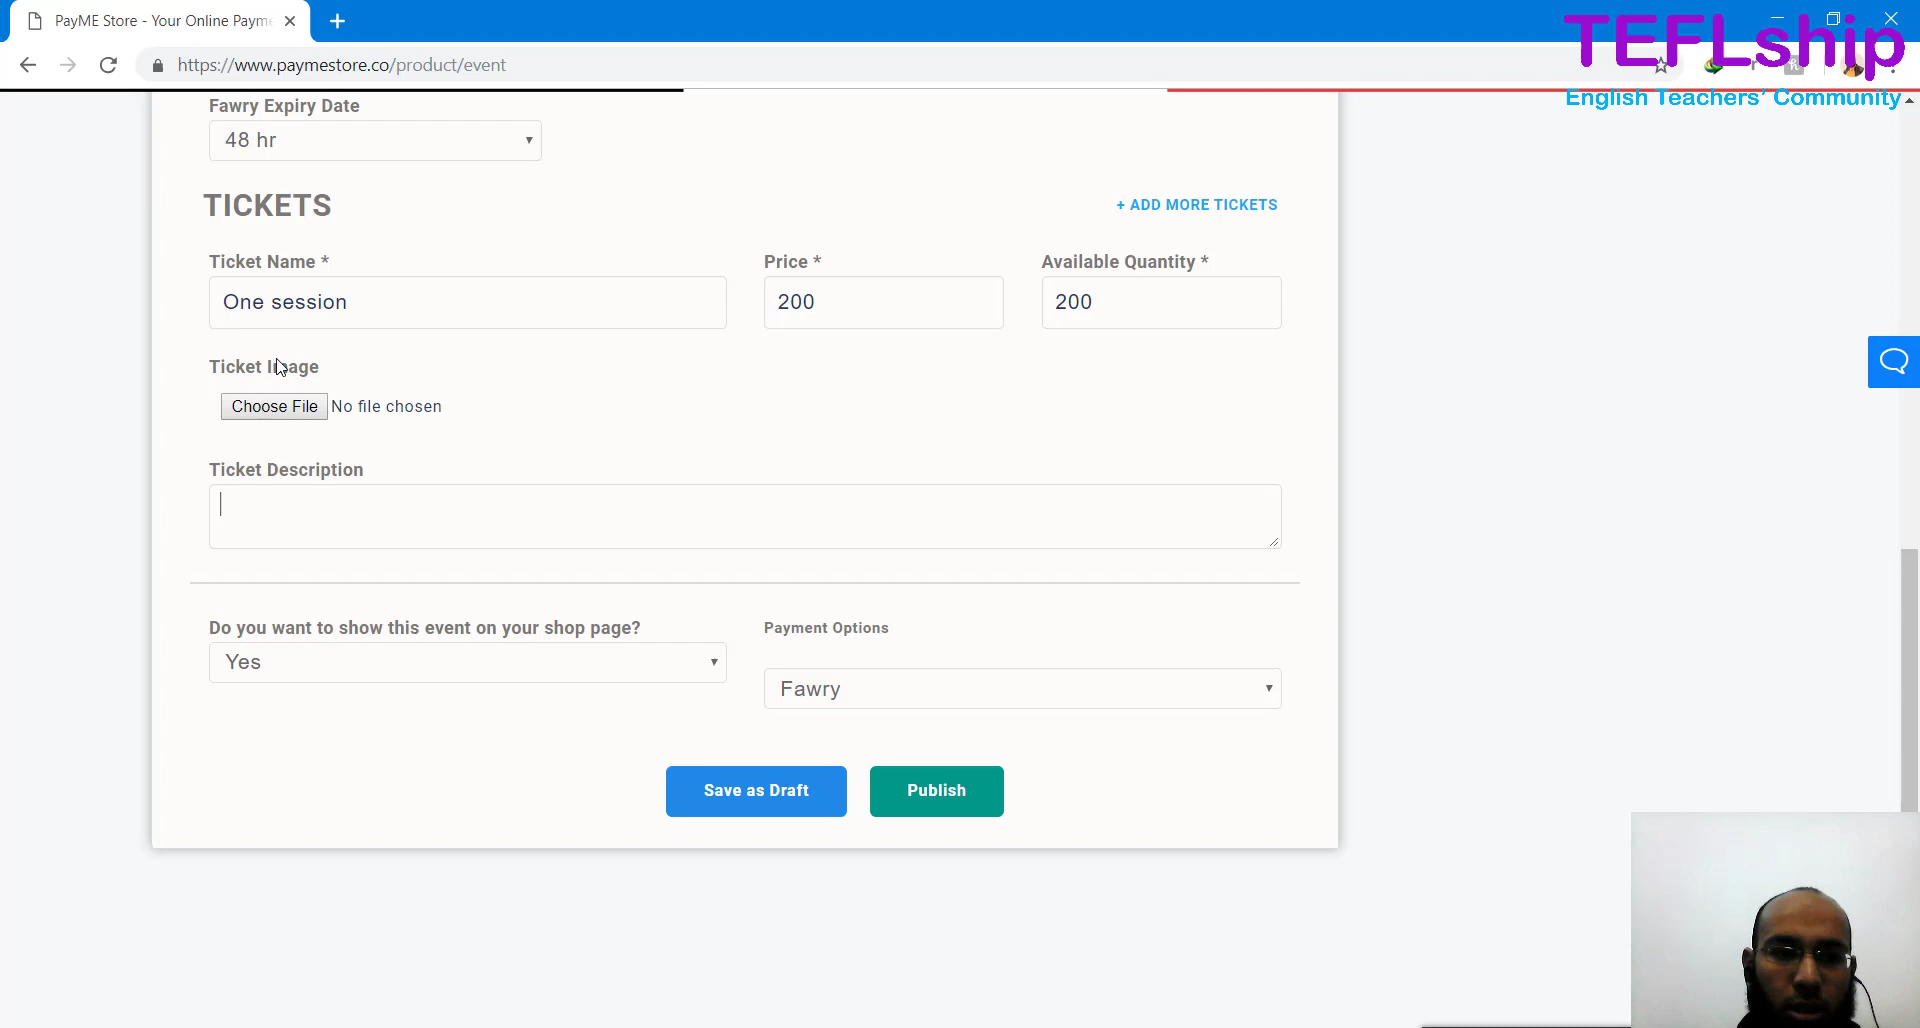 PayME Store - Your Online Payme
https://www.paymestore.co/product/event
TEFLship
English Teachers' Community
Fawry Expiry Date
48 hr
TICKETS
+ ADD MORE TICKETS
Ticket Name *
Price *
Available Quantity *
One session
200
200
Ticket Image
Choose File No file chosen
Ticket Description
Do you want to show this event on your shop page?
Payment Options
Yes
Fawry
Save as Draft
Publish